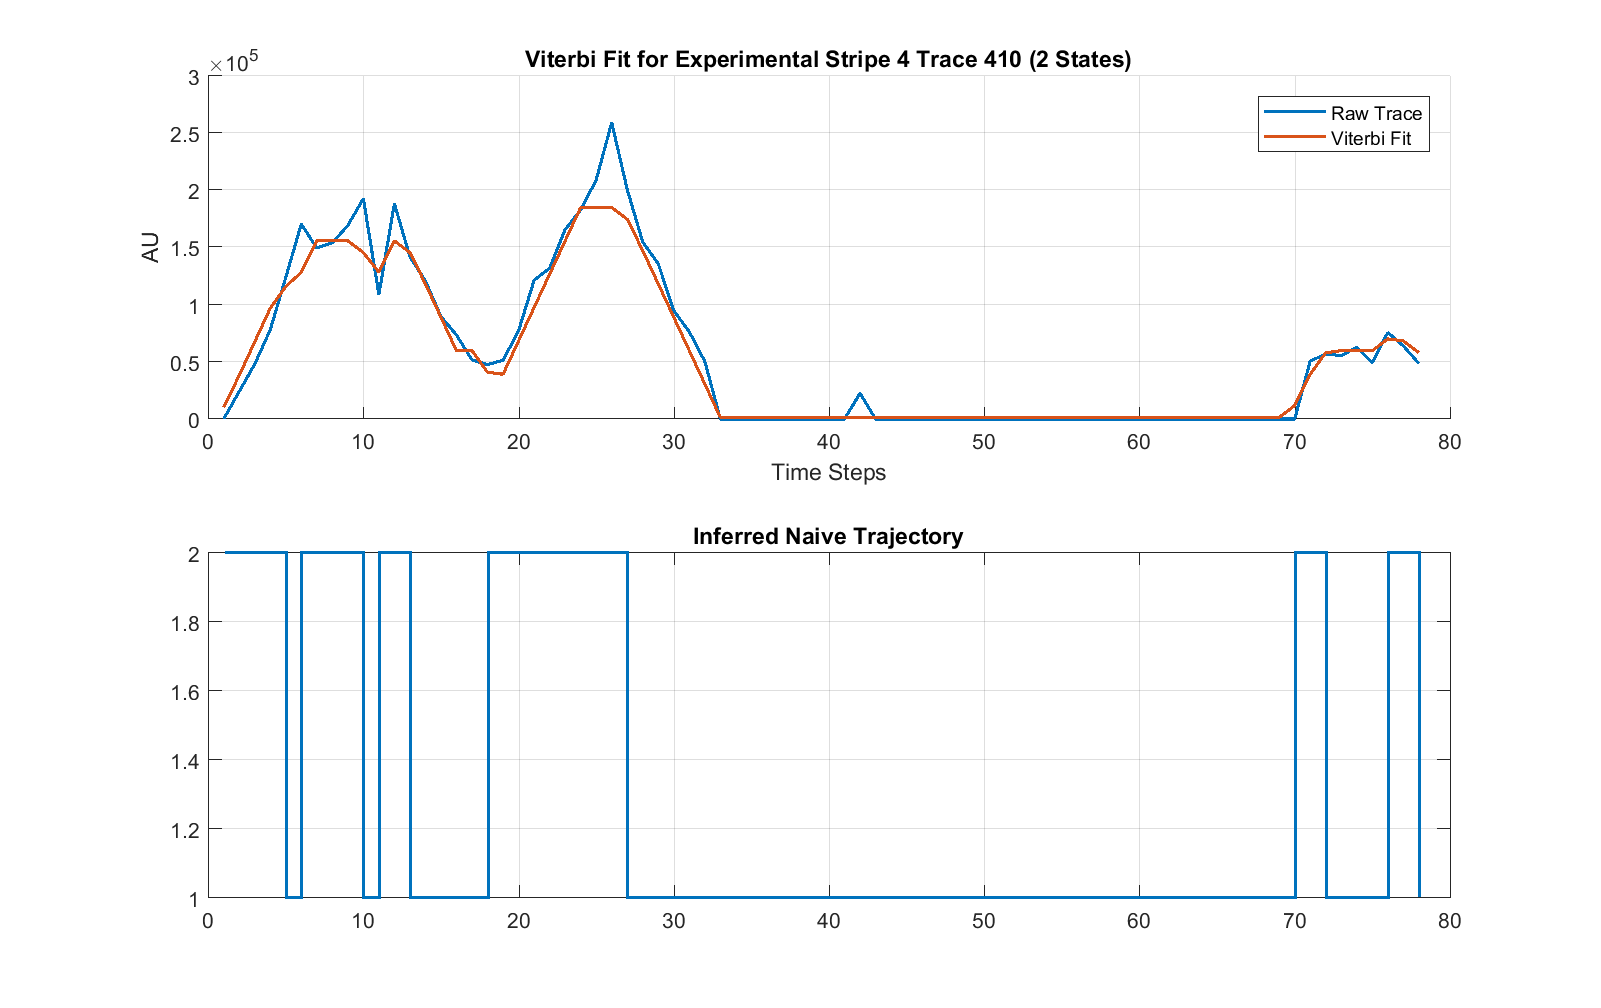 Viterbi Fit for Experimental Stripe 4 Trace 410 (2 States)
×10^5
3
2.5
2
1.5
1
0.5
0
AU
Raw Trace
Viterbi Fit
0 10 20 30 40 50 60 70 80
Time Steps
Inferred Naive Trajectory
2
1.8
1.6
1.4
1.2
1
0 10 20 30 40 50 60 70 80